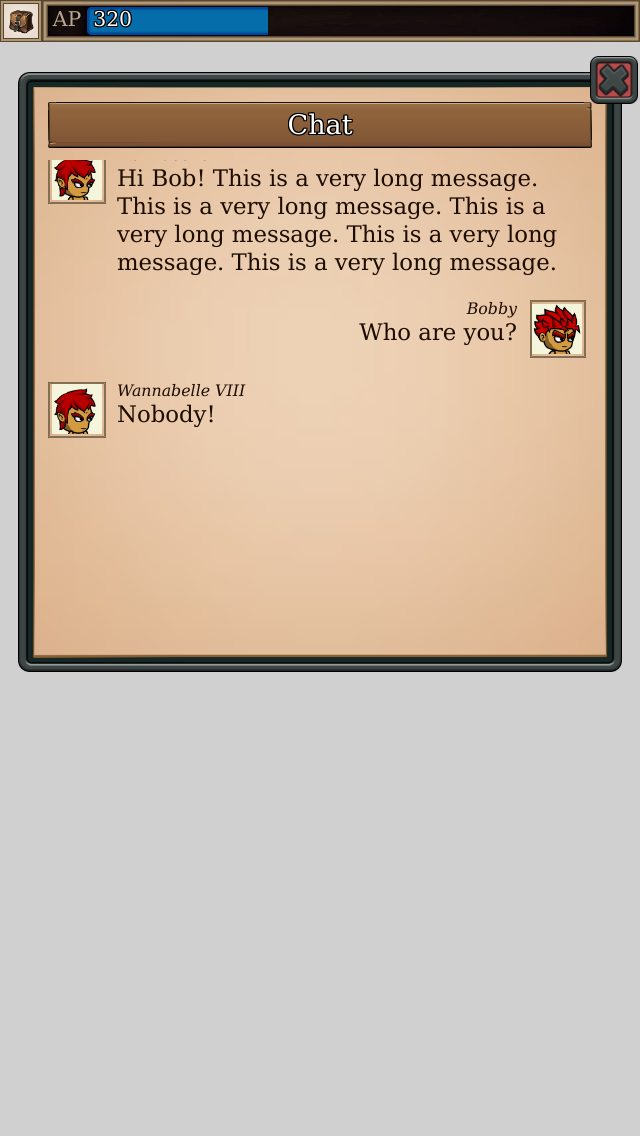 AP 320
Chat
Hi Bob! This is a very long message.
This is a very long message. This is a
very long message. This is a very long
message. This is a very long message.
Bobby
Who are you?
Wannabelle VIII
Nobody!